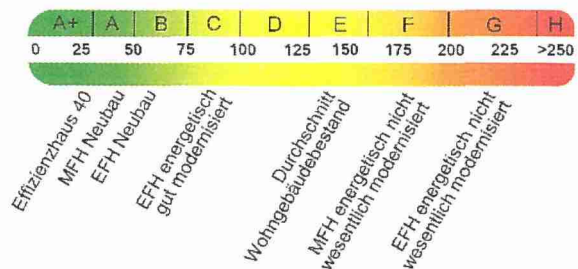 A+ A B C D E F G H
0 25 50 75 100 125 150 175 200 225 >250
Effizienzhaus 40
MFH Neubau
EFH Neubau
EFH energetisch
gut modernisiert
Durchschnitt
Wohngebäudebestand
MFH energetisch nicht
wesentlich modernisiert
EFH energetisch nicht
wesentlich modernisiert